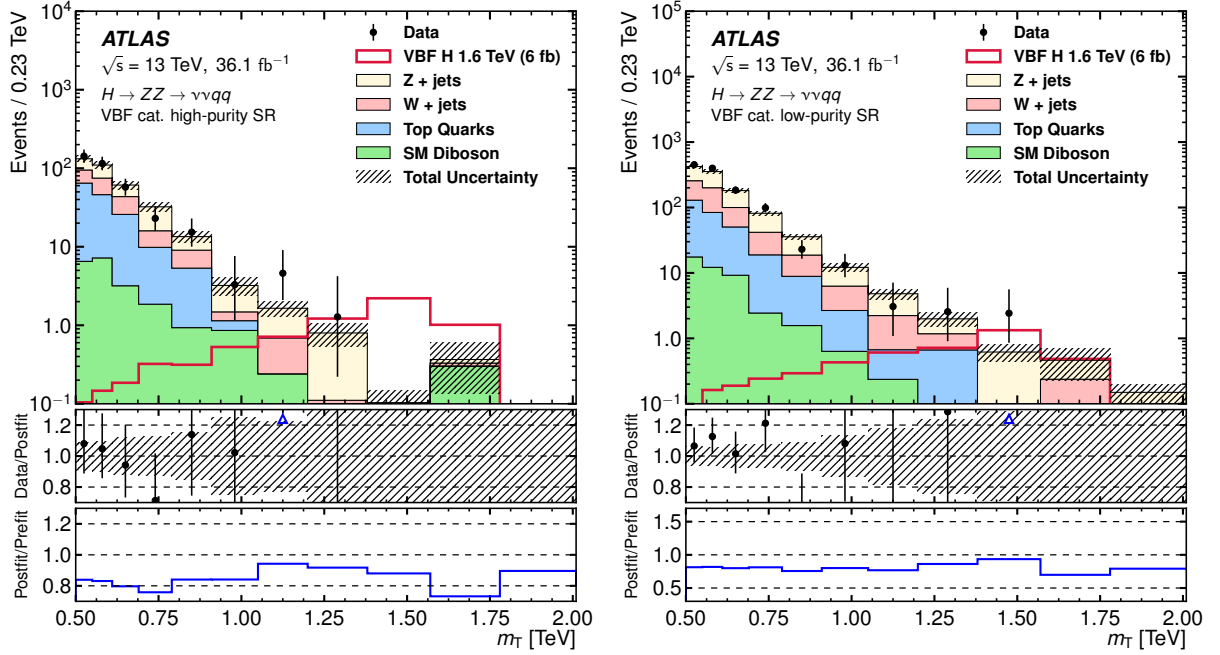 Events / 0.23 TeV
10⁴
10³
10²
10
1.0
10⁻¹
ATLAS
√s = 13 TeV, 36.1 fb⁻¹
H → ZZ → ννqq
VBF cat. high-purity SR
Data
VBF H 1.6 TeV (6 fb)
Z + jets
W + jets
Top Quarks
SM Diboson
Total Uncertainty
Data/Postfit
1.2
1.0
0.8
Postfit/Prefit
1.2
1.0
0.8
0.50 0.75 1.00 1.25 1.50 1.75 2.00
m_T [TeV]
Events / 0.23 TeV
10⁵
10⁴
10³
10²
10
1.0
10⁻¹
ATLAS
√s = 13 TeV, 36.1 fb⁻¹
H → ZZ → ννqq
VBF cat. low-purity SR
Data
VBF H 1.6 TeV (6 fb)
Z + jets
W + jets
Top Quarks
SM Diboson
Total Uncertainty
Data/Postfit
1.2
1.0
0.8
Postfit/Prefit
1.5
1.0
0.5
0.50 0.75 1.00 1.25 1.50 1.75 2.00
m_T [TeV]